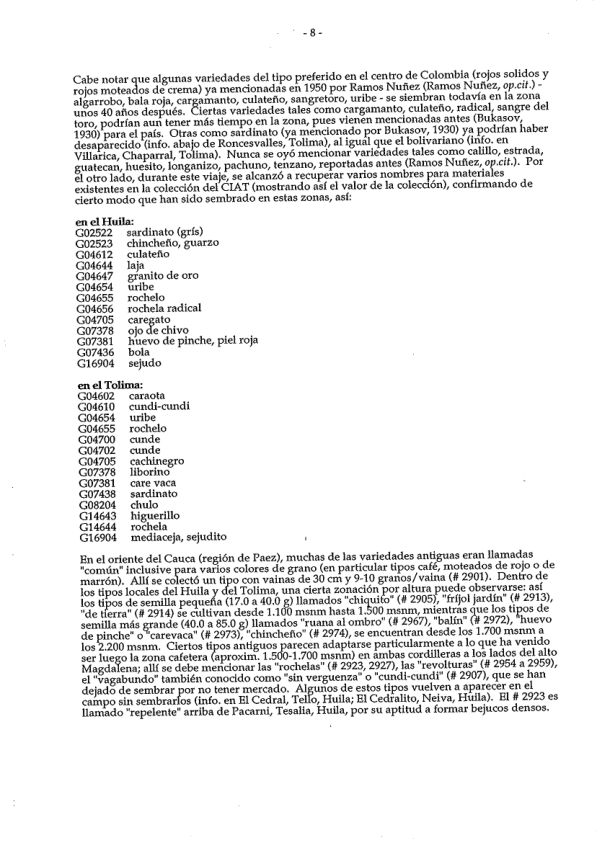 - 8 -
Cabe notar que algunas variedades del tipo preferido en el centro de Colombia (rojos solidos y
rojos moteados de crema) ya mencionadas en 1950 por Ramos Nuñez (Ramos Nuñez, op.cit.) -
algarrobo, bala roja, cargamanto, culateño, sangretoro, uribe - se siembran todavía en la zona
unos 40 años después. Ciertas variedades tales como cargamanto, culateño, radical, sangre del
toro, podrían aun tener más tiempo en la zona, pues vienen mencionadas antes (Bukasov,
1930) para el país. Otras como sardinato (ya mencionado por Bukasov, 1930) ya podrían haber
desaparecido (info. abajo de Roncesvalles, Tolima), al igual que el bolivariano (info. en
Villarica, Chaparral, Tolima). Nunca se oyó mencionar variedades tales como calillo, estrada,
guatecan, huesito, longanizo, pachuno, tenzano, reportadas antes (Ramos Nuñez, op.cit.). Por
el otro lado, durante este viaje, se alcanzó a recuperar varios nombres para materiales
existentes en la colección del CIAT (mostrando así el valor de la colección), confirmando de
cierto modo que han sido sembrado en estas zonas, así:
en el Huila:
G02522 sardinato (grís)
G02523 chincheño, guarzo
G04612 culateño
G04644 laja
G04647 granito de oro
G04654 uribe
G04655 rochelo
G04656 rochela radical
G04705 caregato
G07378 ojo de chivo
G07381 huevo de pinche, piel roja
G07436 bola
G16904 sejudo
en el Tolima:
G04602 caraota
G04610 cundi-cundi
G04654 uribe
G04655 rochelo
G04700 cunde
G04702 cunde
G04705 cachinegro
G07378 liborino
G07381 care vaca
G07438 sardinato
G08204 chulo
G14643 higuerillo
G14644 rochela
G16904 mediaceja, sejudito
En el oriente del Cauca (región de Paez), muchas de las variedades antiguas eran llamadas
"común" inclusive para varios colores de grano (en particular tipos café, moteados de rojo o de
marrón). Allí se colectó un tipo con vainas de 30 cm y 9-10 granos/vaina (# 2901). Dentro de
los tipos locales del Huila y del Tolima, una cierta zonación por altura puede observarse: así
los tipos de semilla pequeña (17.0 a 40.0 g) llamados "chiquito" (# 2905), "fríjol jardín" (# 2913),
"de tierra" (# 2914) se cultivan desde 1.100 msnm hasta 1.500 msnm, mientras que los tipos de
semilla más grande (40.0 a 85.0 g) llamados "ruana al ombro" (# 2967), "balín" (# 2972), "huevo
de pinche" o "carevaca" (# 2973), "chincheño" (# 2974), se encuentran desde los 1.700 msnm a
los 2.200 msnm. Ciertos tipos antiguos parecen adaptarse particularmente a lo que ha venido
ser luego la zona cafetera (aproxim. 1.500-1.700 msnm) en ambas cordilleras a los lados del alto
Magdalena; allí se debe mencionar las "rochelas" (# 2923, 2927), las "revolturas" (# 2954 a 2959),
el "vagabundo" también conocido como "sin verguenza" o "cundi-cundi" (# 2907), que se han
dejado de sembrar por no tener mercado. Algunos de estos tipos vuelven a aparecer en el
campo sin sembrarlos (info. en El Cedral, Tello, Huila; El Cedralito, Neiva, Huila). El # 2923 es
llamado "repelente" arriba de Pacarni, Tesalia, Huila, por su aptitud a formar bejucos densos.